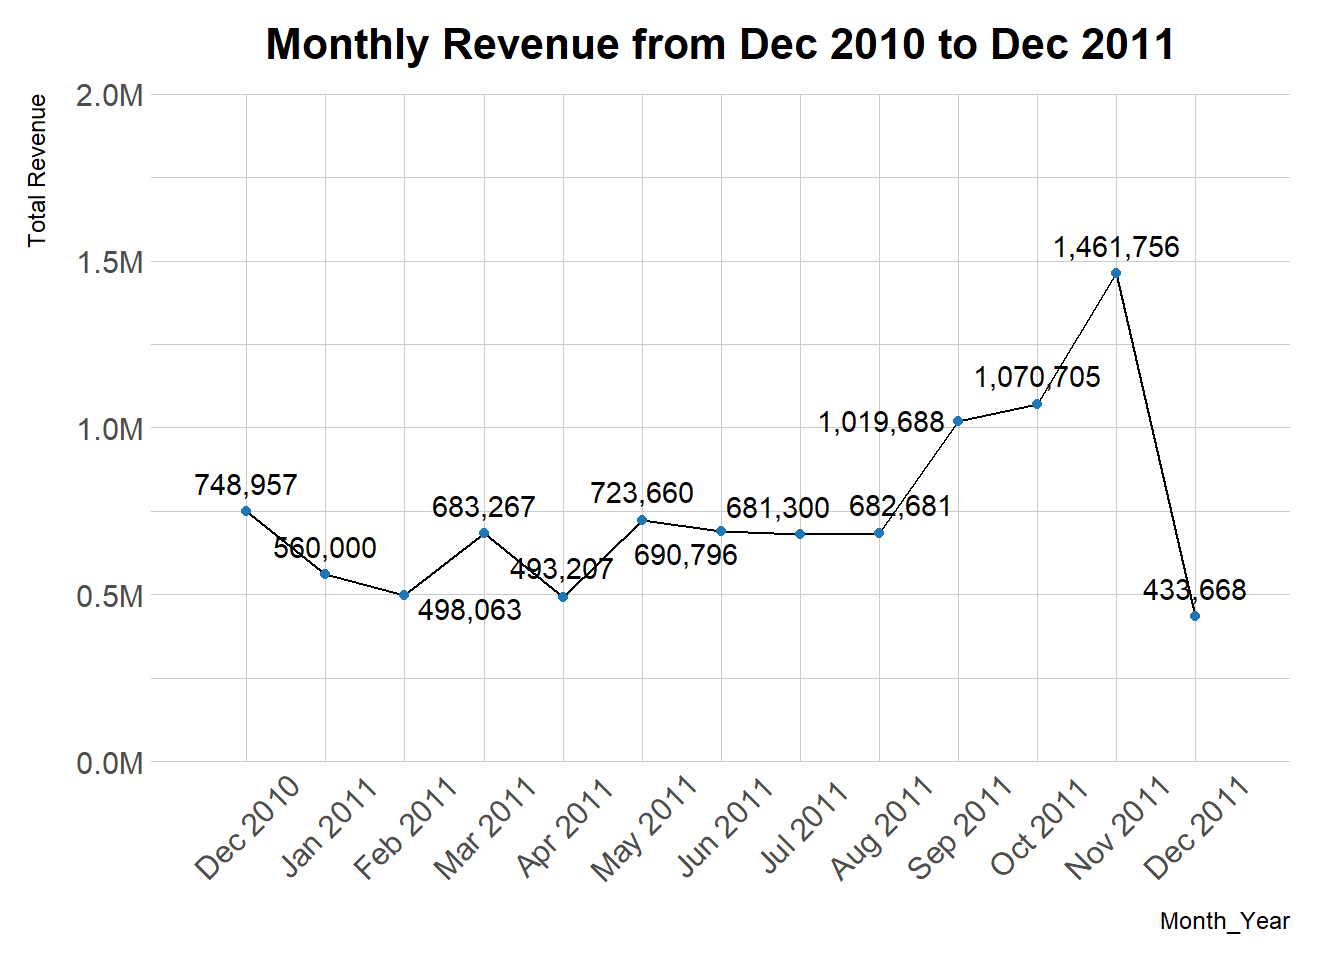 Monthly Revenue from Dec 2010 to Dec 2011
Total Revenue
2.0M
1.5M
1.0M
0.5M
0.0M
748,957
560,000
498,063
683,267
493,207
723,660
690,796
681,300
682,681
1,019,688
1,070,705
1,461,756
433,668
Dec 2010
Jan 2011
Feb 2011
Mar 2011
Apr 2011
May 2011
Jun 2011
Jul 2011
Aug 2011
Sep 2011
Oct 2011
Nov 2011
Dec 2011
Month_Year